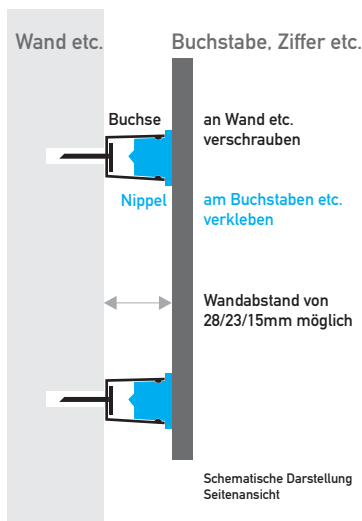 Wand etc.
Buchstabe, Ziffer etc.
Buchse
an Wand etc.
verschrauben
Nippel
am Buchstaben etc.
verkleben
Wandabstand von
28/23/15mm möglich
Schematische Darstellung
Seitenansicht